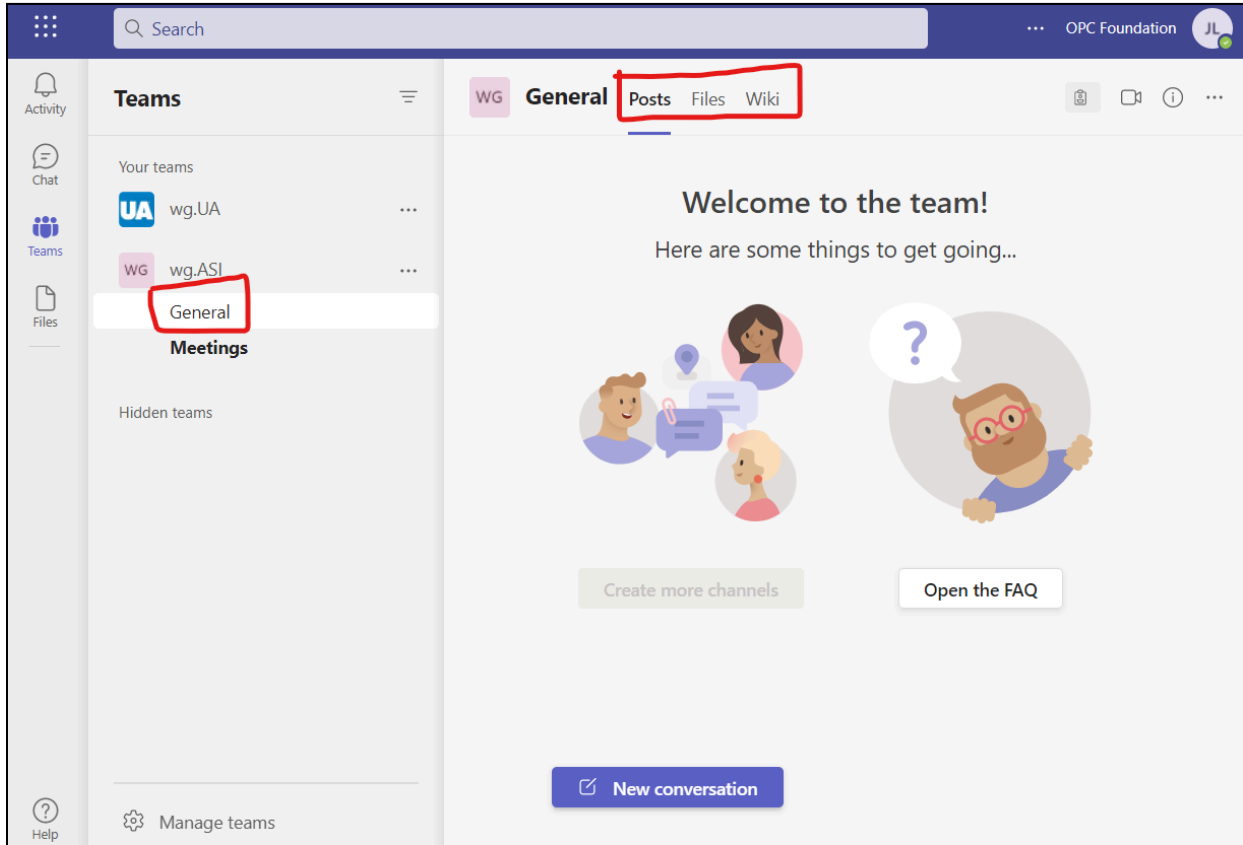 Search
... OPC Foundation JL
Activity
Chat
Teams
Files
Help
Teams
Your teams
UA wg.UA ...
WG wg.ASI ...
General
Meetings
Hidden teams
Manage teams
WG General Posts Files Wiki ...
Welcome to the team!
Here are some things to get going...
?
Create more channels
Open the FAQ
New conversation